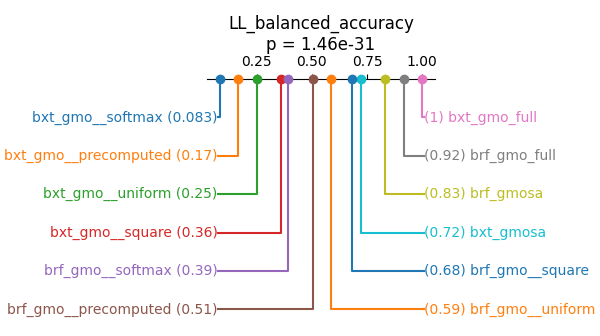 LL_balanced_accuracy
p = 1.46e-31
0.25 0.50 0.75 1.00
bxt_gmo__softmax (0.083) (1) bxt_gmo_full
bxt_gmo__precomputed (0.17) (0.92) brf_gmo_full
bxt_gmo__uniform (0.25) (0.83) brf_gmosa
bxt_gmo__square (0.36) (0.72) bxt_gmosa
brf_gmo__softmax (0.39) (0.68) brf_gmo__square
brf_gmo__precomputed (0.51) (0.59) brf_gmo__uniform